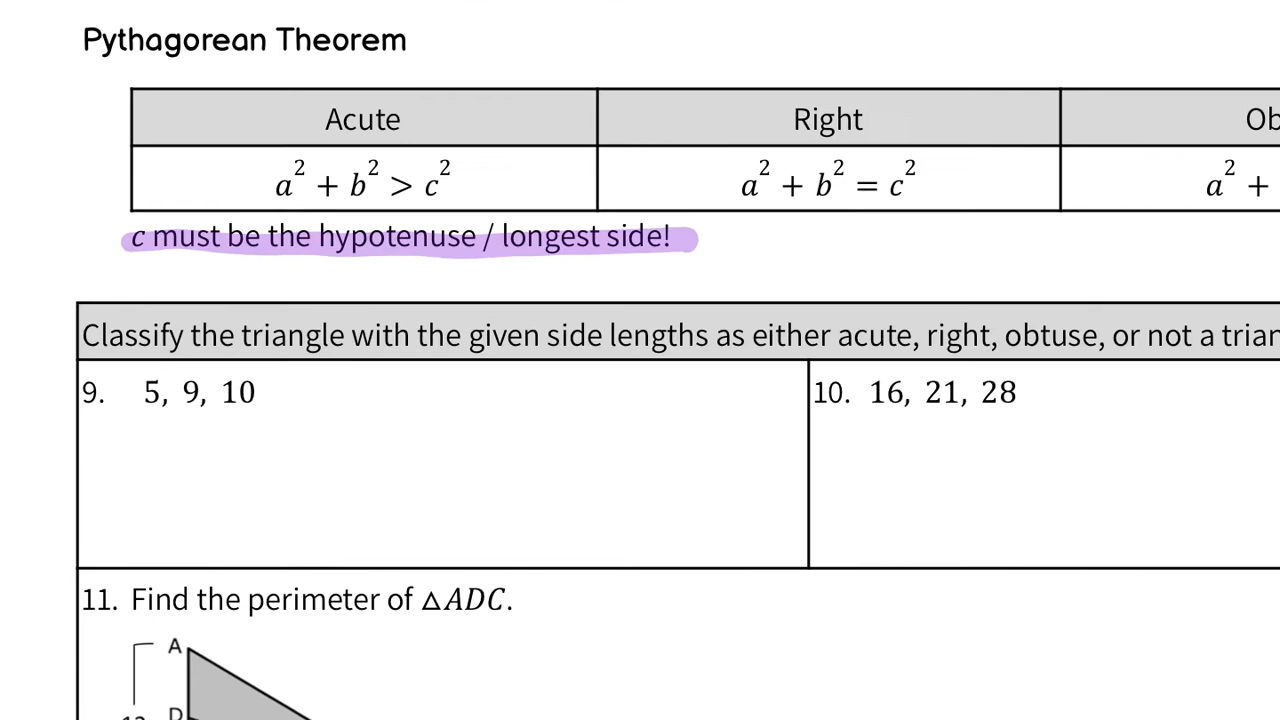 Pythagorean Theorem
Acute Right
a² + b² > c² a² + b² = c² a² +
c must be the hypotenuse / longest side!
Classify the triangle with the given side lengths as either acute, right, obtuse, or not a
9. 5, 9, 10 10. 16, 21, 28
11. Find the perimeter of △ADC.
A
D